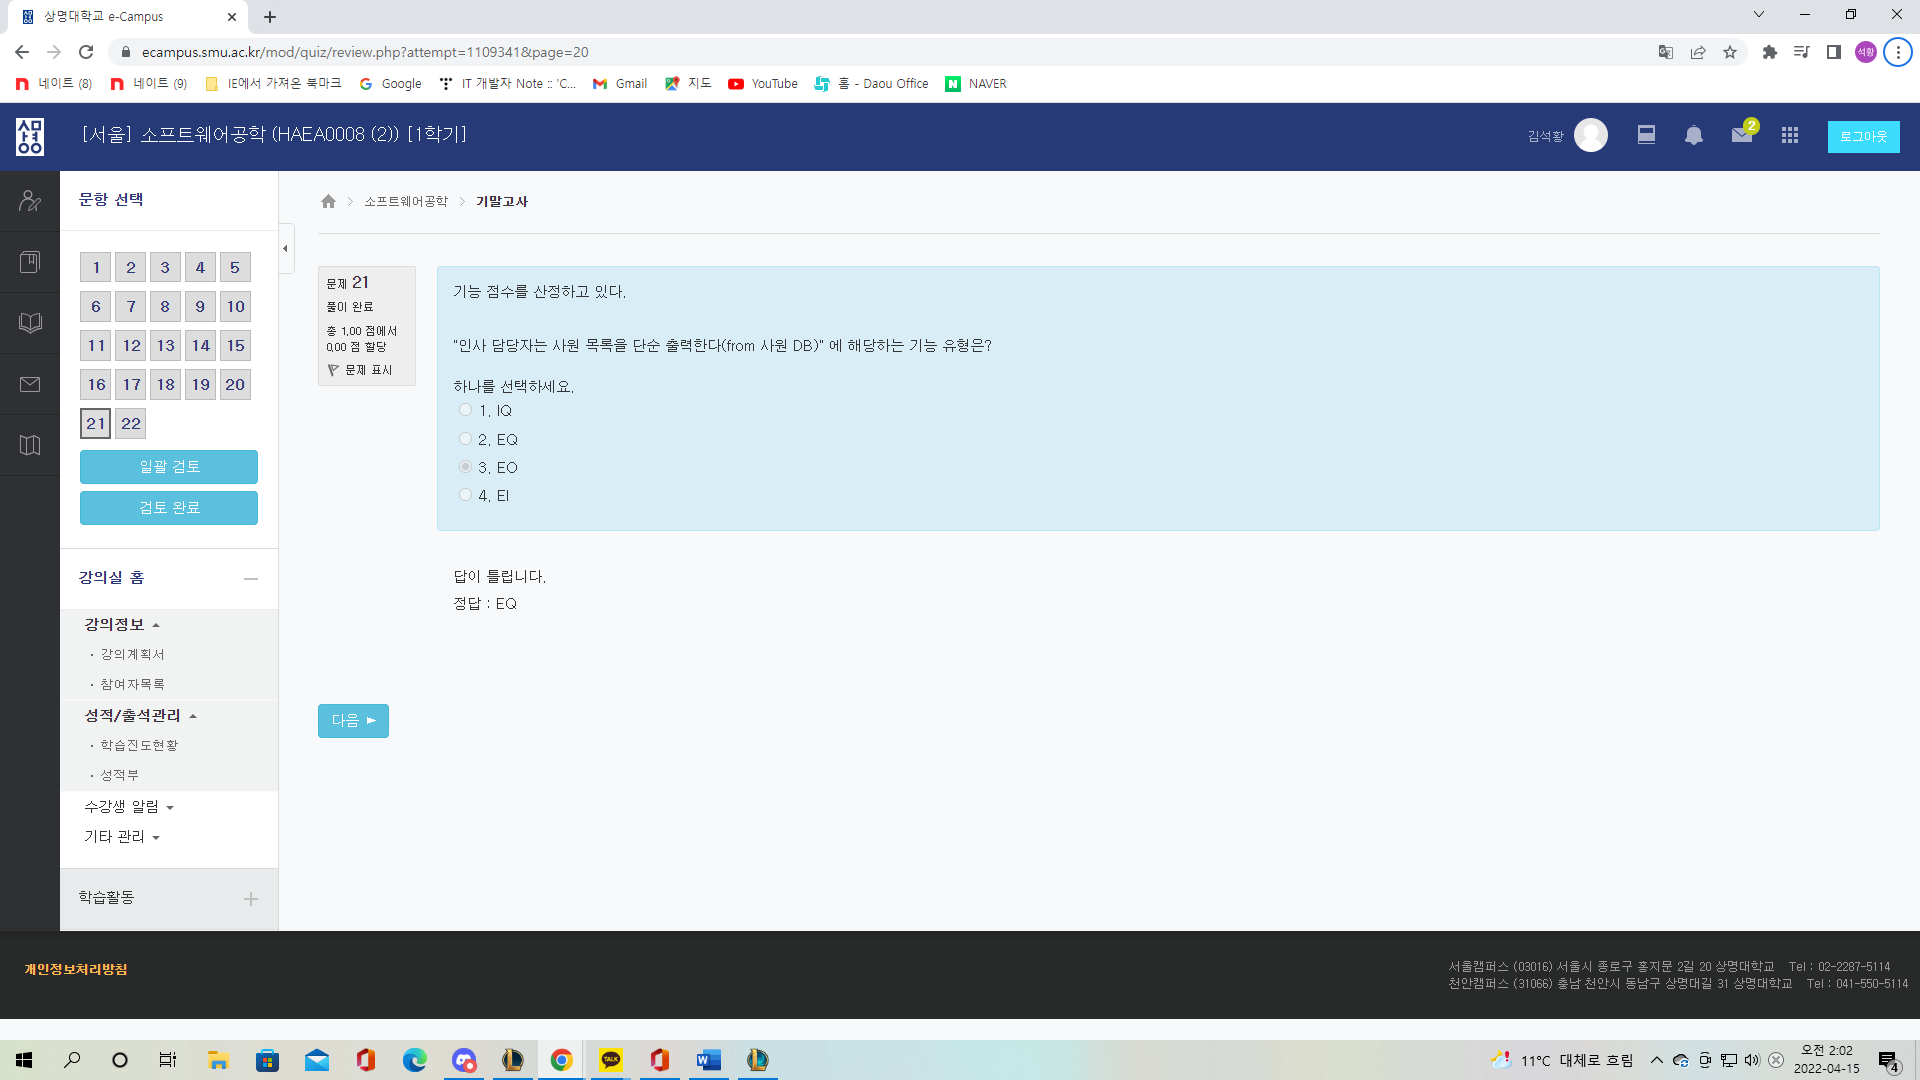 상명대학교 e-Campus
ecampus.smu.ac.kr/mod/quiz/review.php?attempt=1109341&page=20
석황
네이트 (8)
네이트 (9)
IE에서 가져온 북마크
Google
IT 개발자 Note :: 'C...
Gmail
지도
YouTube
홈 - Daou Office
NAVER
[서울] 소프트웨어공학 (HAEA0008 (2)) [1학기]
김석황
2
로그아웃
문항 선택
소프트웨어공학
기말고사
1 2 3 4 5
6 7 8 9 10
11 12 13 14 15
16 17 18 19 20
21 22
일괄 검토
검토 완료
문제 21
풀이 완료
총 1.00 점에서
0.00 점 할당
문제 표시
기능 점수를 산정하고 있다.
"인사 담당자는 사원 목록을 단순 출력한다(from 사원 DB)" 에 해당하는 기능 유형은?
하나를 선택하세요.
1. IQ
2. EQ
3. EO
4. EI
답이 틀립니다.
정답 : EQ
다음 ►
강의실 홈
강의정보
강의계획서
참여자목록
성적/출석관리
학습진도현황
성적부
수강생 알림
기타 관리
학습활동
개인정보처리방침
서울캠퍼스 (03016) 서울시 종로구 홍지문 2길 20 상명대학교 Tel : 02-2287-5114
천안캠퍼스 (31066) 충남 천안시 동남구 상명대길 31 상명대학교 Tel : 041-550-5114
TALK
11°C 대체로 흐림
오전 2:02
2022-04-15
4